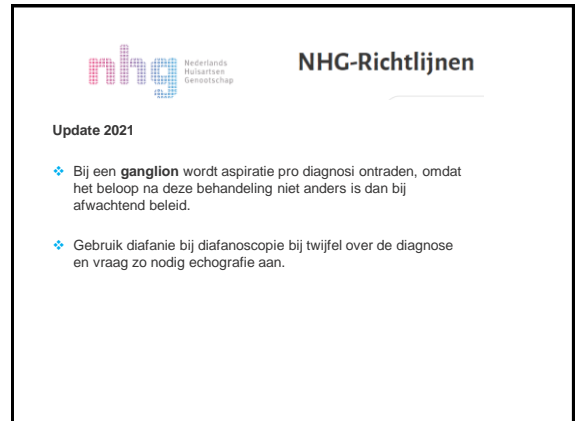 nhg
Nederlands
Huisartsen
Genootschap
NHG-Richtlijnen
Update 2021
Bij een ganglion wordt aspiratie pro diagnosi ontraden, omdat
het beloop na deze behandeling niet anders is dan bij
afwachtend beleid.
Gebruik diafanie bij diafanoscopie bij twijfel over de diagnose
en vraag zo nodig echografie aan.